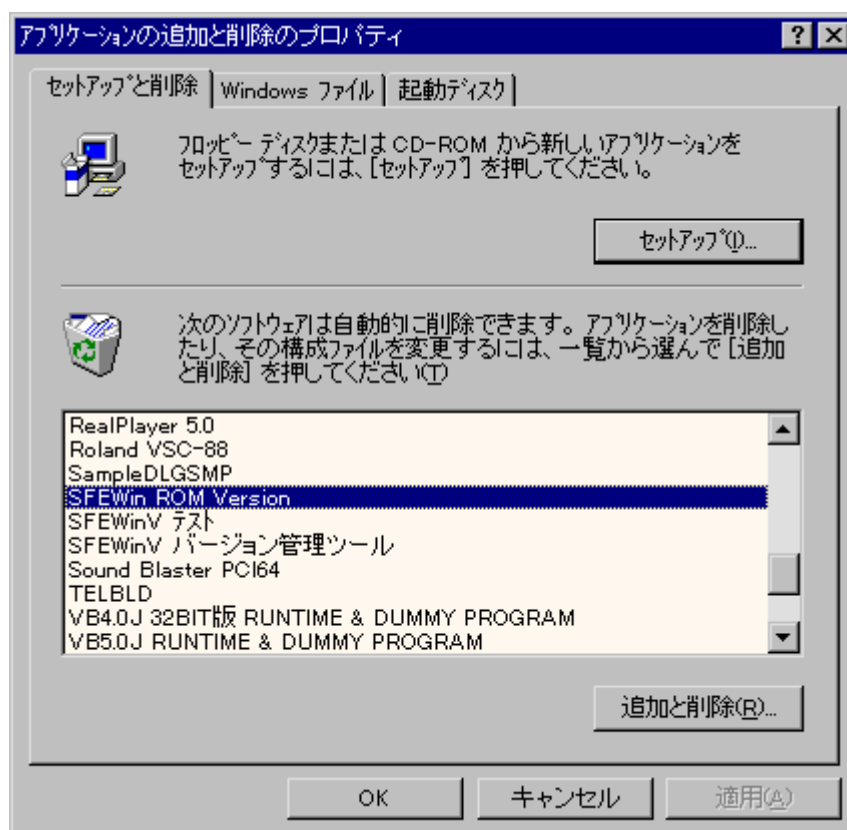 アプリケーションの追加と削除のプロパティ
セットアップと削除 Windows ファイル 起動ディスク
フロッピー ディスクまたは CD-ROM から新しいアプリケーションを
セットアップするには、[セットアップ] を押してください。
セットアップ(I)...
次のソフトウェアは自動的に削除できます。アプリケーションを削除し
たり、その構成ファイルを変更するには、一覧から選んで [追加
と削除] を押してください(T)
RealPlayer 5.0
Roland VSC-88
SampleDLGSMP
SFEWin ROM Version
SFEWinV テスト
SFEWinV バージョン管理ツール
Sound Blaster PCI64
TELBLD
VB4.0J 32BIT版 RUNTIME & DUMMY PROGRAM
VB5.0J RUNTIME & DUMMY PROGRAM
追加と削除(R)...
OK キャンセル 適用(A)